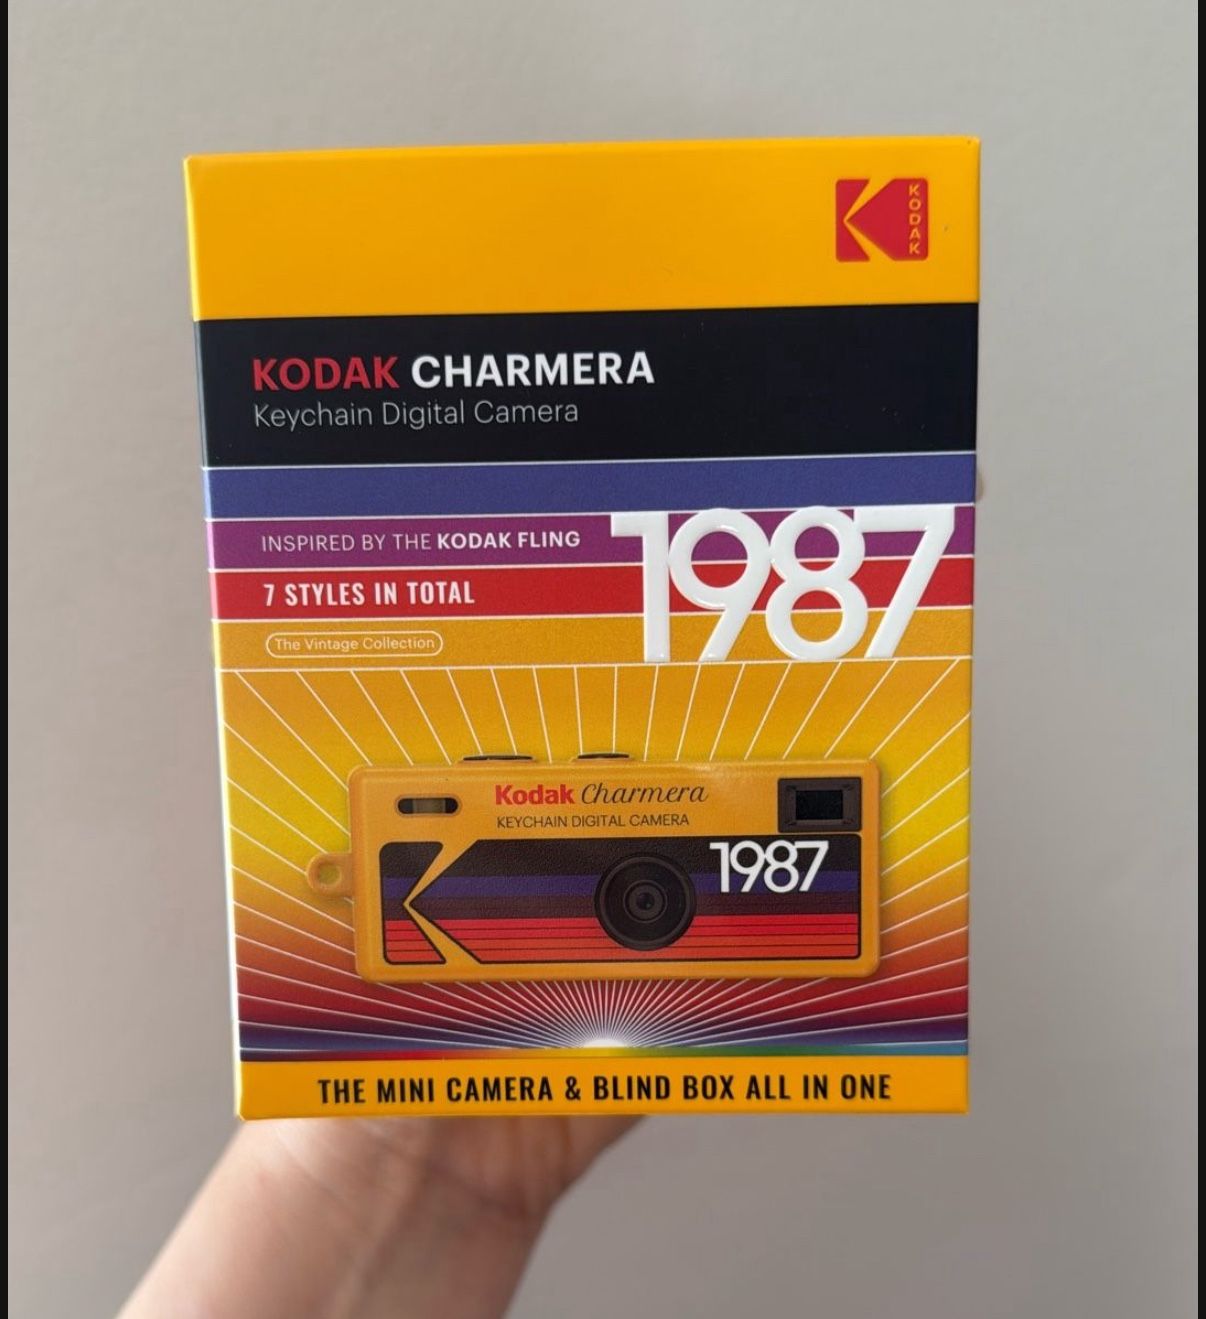 KODAK
KODAK CHARMERA
Keychain Digital Camera
INSPIRED BY THE KODAK FLING
1987
7 STYLES IN TOTAL
The Vintage Collection
Kodak Charmera
KEYCHAIN DIGITAL CAMERA
1987
THE MINI CAMERA & BLIND BOX ALL IN ONE